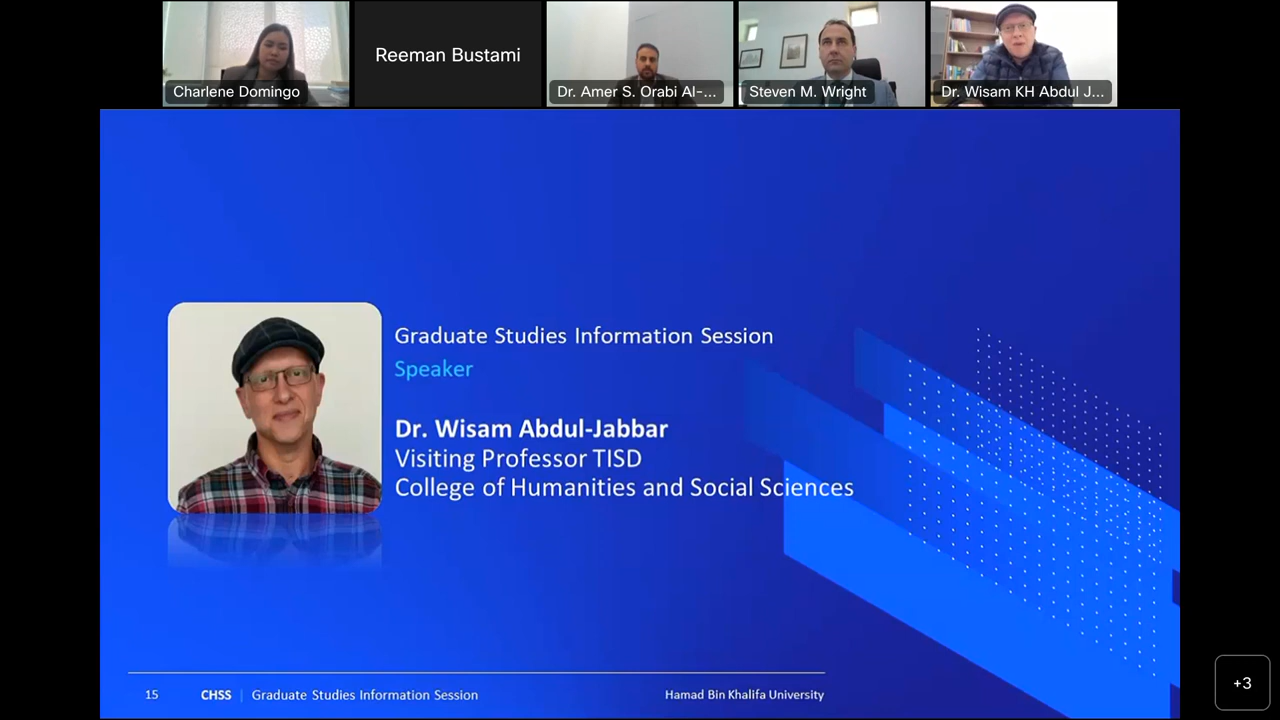 Charlene Domingo
Reeman Bustami
Dr. Amer S. Orabi Al-...
Steven M. Wright
Dr. Wisam KH Abdul J...
Graduate Studies Information Session
Speaker
Dr. Wisam Abdul-Jabbar
Visiting Professor TISD
College of Humanities and Social Sciences
15 CHSS | Graduate Studies Information Session Hamad Bin Khalifa University
+3